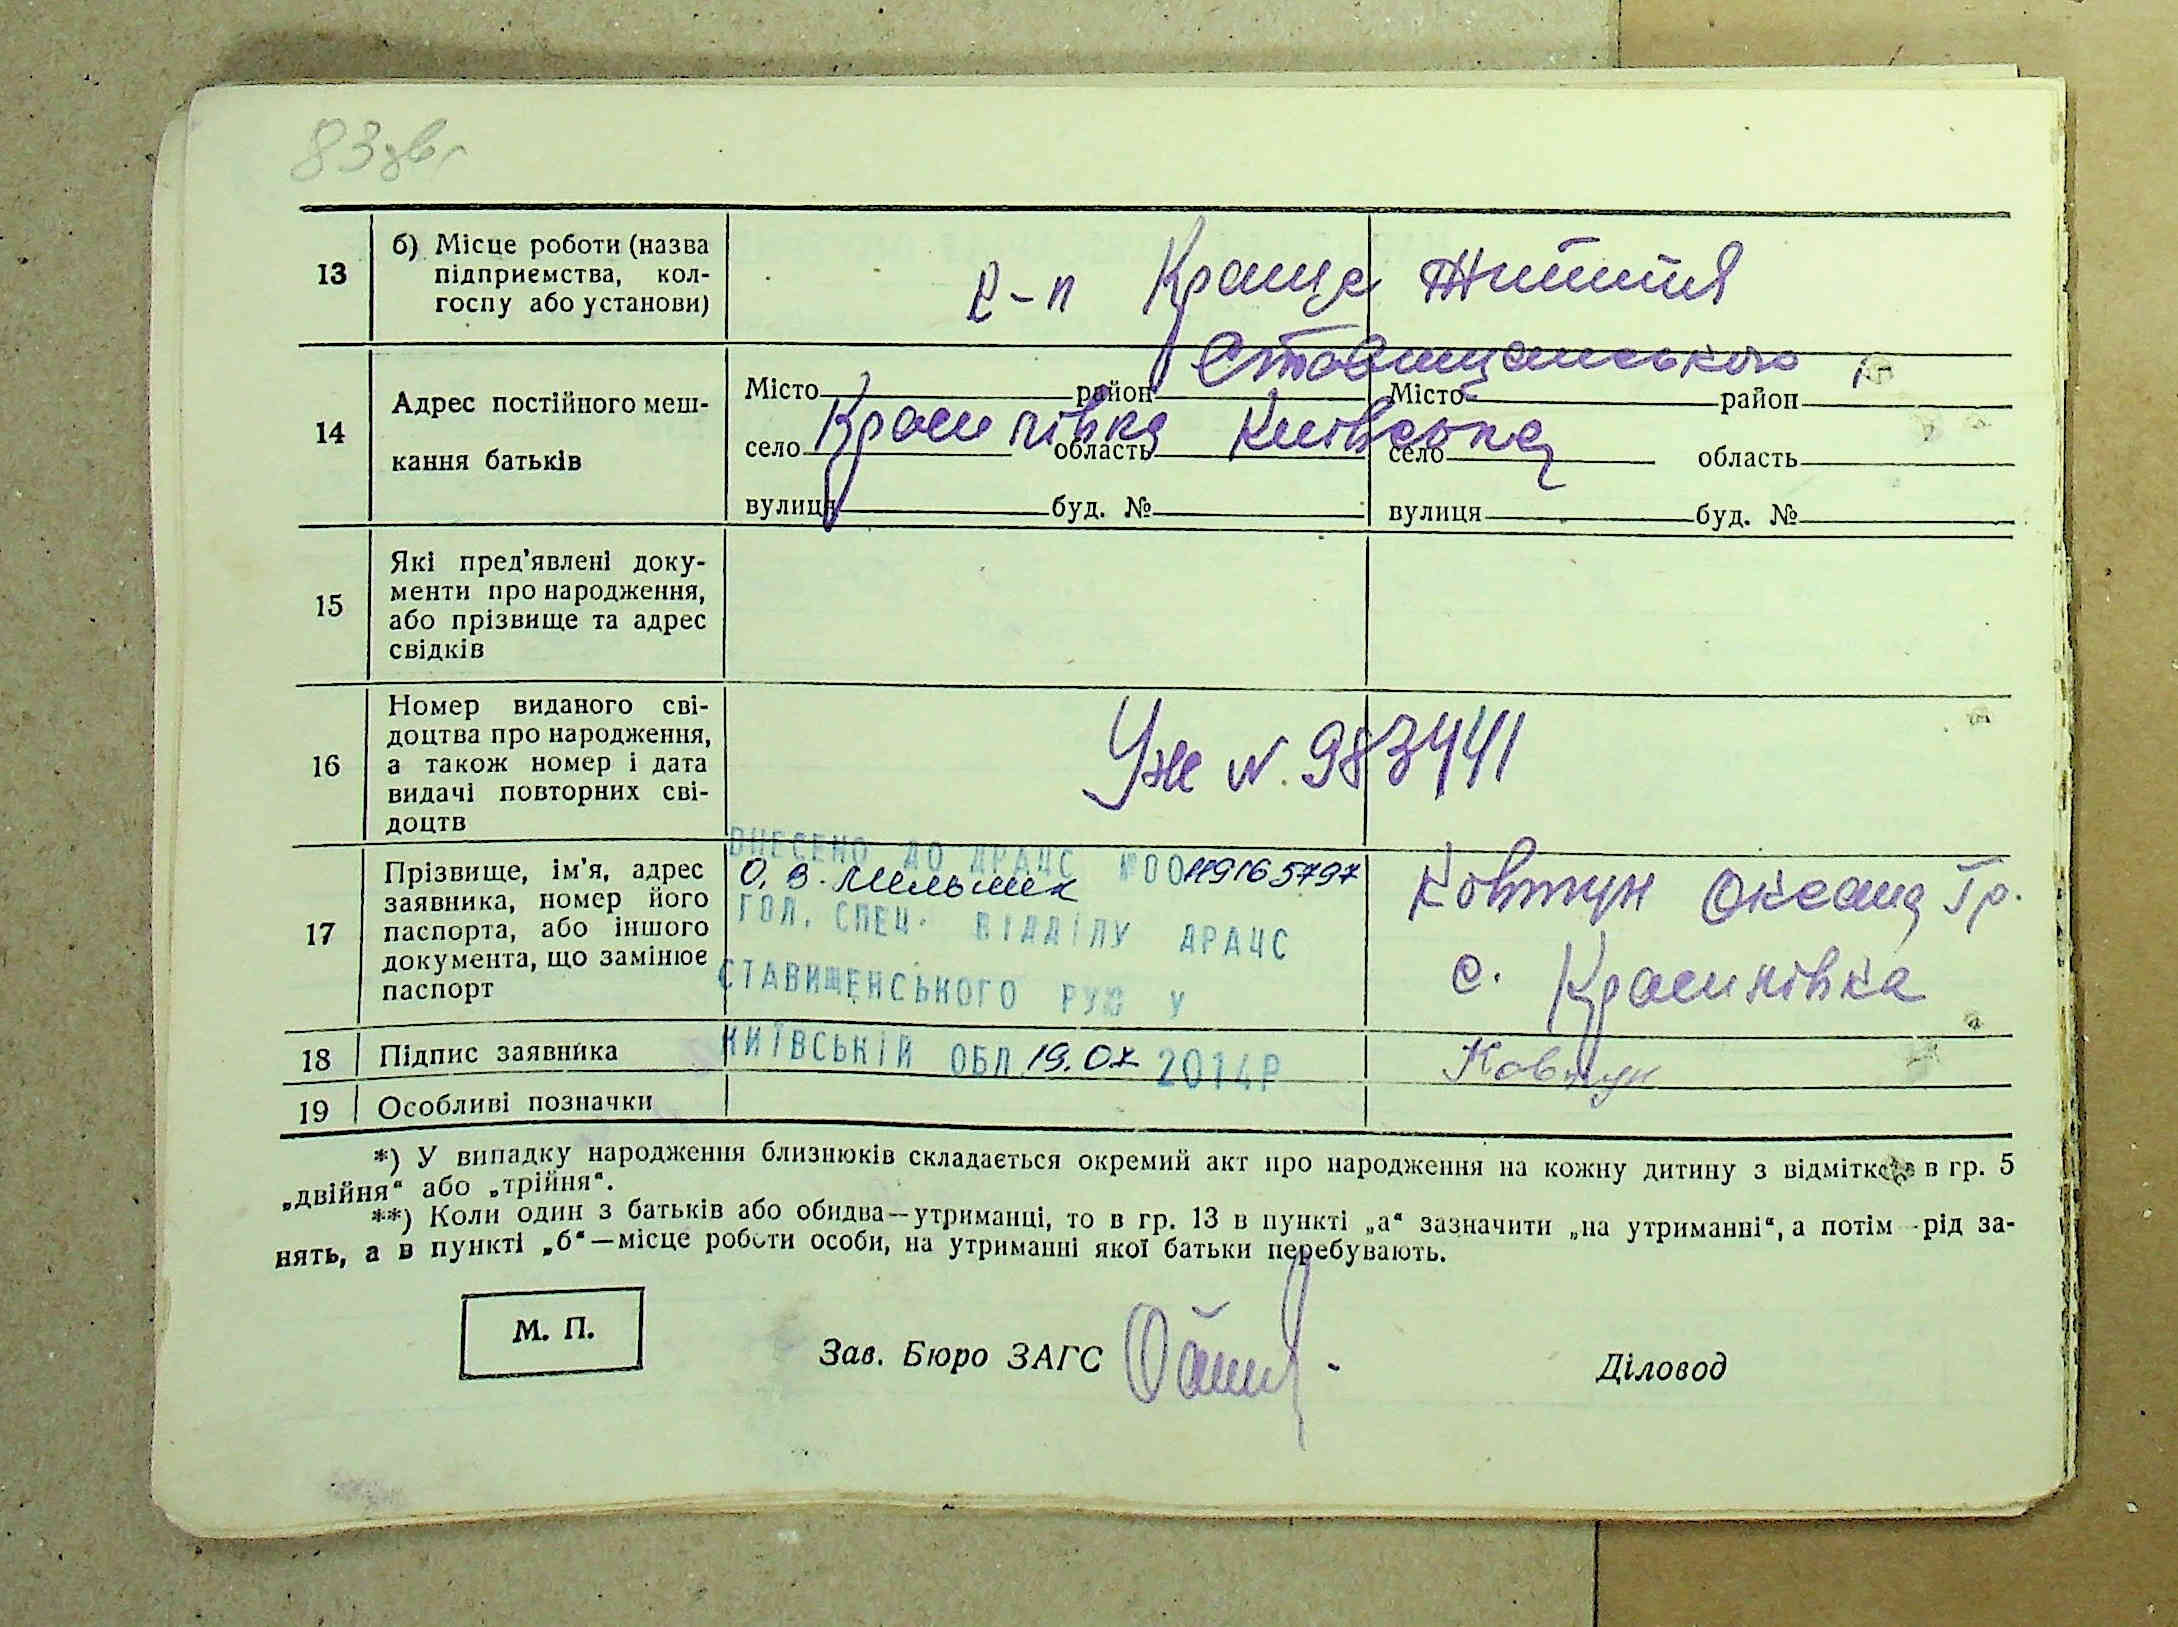 83 зв.
13 б) Місце роботи (назва
підприємства, кол-
госпу або установи)
к-п Краще Життя
14 Адрес постійного меш-
кання батьків
Ставищанського
Місто район Місто район
село Красилівка область Київська село область
вулиця буд. № вулиця буд. №
15 Які пред'явлені доку-
менти про народження,
або прізвище та адрес
свідків
16 Номер виданого сві-
доцтва про народження,
а також номер і дата
видачі повторних сві-
доцтв
Уже N. 983441
17 Прізвище, ім'я, адрес
заявника, номер його
паспорта, або іншого
документа, що замінює
паспорт
ВНЕСЕНО ДО ДРАЦС №00119165797
О. В. Мельник
ГОЛ. СПЕЦ. ВІДДІЛУ ДРАЦС
СТАВИЩЕНСЬКОГО РУЮ У
КИЇВСЬКІЙ ОБЛ 19.07 2014Р
Ковтун Оксана Гр.
с. Красилівка
18 Підпис заявника Ковтун
19 Особливі позначки
*) У випадку народження близнюків складається окремий акт про народження на кожну дитину з відміткою в гр. 5
„двійня“ або „трійня“.
**) Коли один з батьків або обидва—утриманці, то в гр. 13 в пункті „а“ зазначити „на утриманні“, а потім рід за-
нять, а в пункті „б“—місце роботи особи, на утриманні якої батьки перебувають.
М. П.
Зав. Бюро ЗАГС Діловод